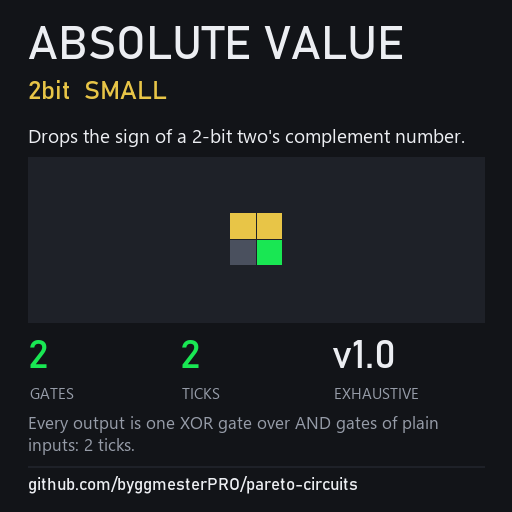 ABSOLUTE VALUE
2bit SMALL
Drops the sign of a 2-bit two's complement number.
2 2 v1.0
GATES TICKS EXHAUSTIVE
Every output is one XOR gate over AND gates of plain
inputs: 2 ticks.
github.com/byggmesterPRO/pareto-circuits